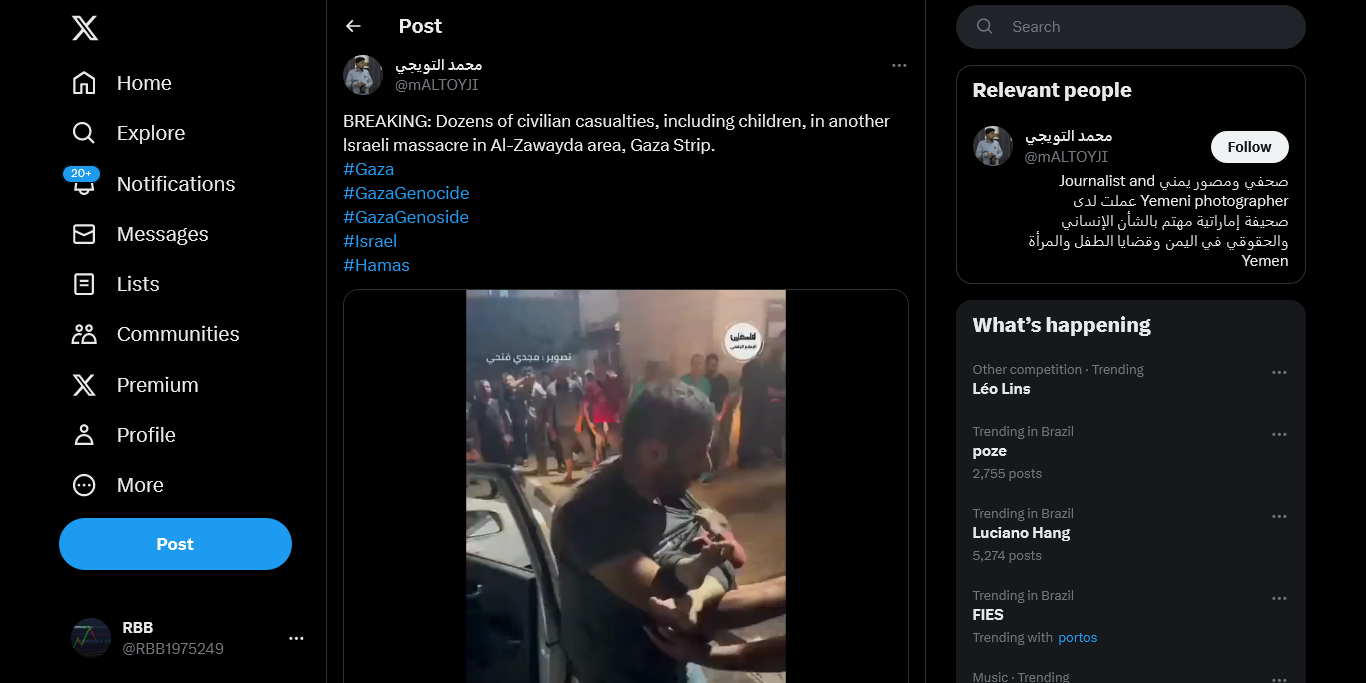 Home
Explore
20+
Notifications
Messages
Lists
Communities
Premium
Profile
More
Post
RBB
@RBB1975249
Post
محمد التويجي
@mALTOYJI
BREAKING: Dozens of civilian casualties, including children, in another
Israeli massacre in Al-Zawayda area, Gaza Strip.
#Gaza
#GazaGenocide
#GazaGenoside
#Israel
#Hamas
تصوير : مجدي فتحي
فلسطين
Search
Relevant people
محمد التويجي
@mALTOYJI
Follow
صحفي ومصور يمني Journalist and
Yemeni photographer عملت لدى
صحيفة إماراتية مهتم بالشأن الإنساني
والحقوقي في اليمن وقضايا الطفل والمرأة
Yemen
What’s happening
Other competition · Trending
Léo Lins
Trending in Brazil
poze
2,755 posts
Trending in Brazil
Luciano Hang
5,274 posts
Trending in Brazil
FIES
Trending with portos
Music · Trending